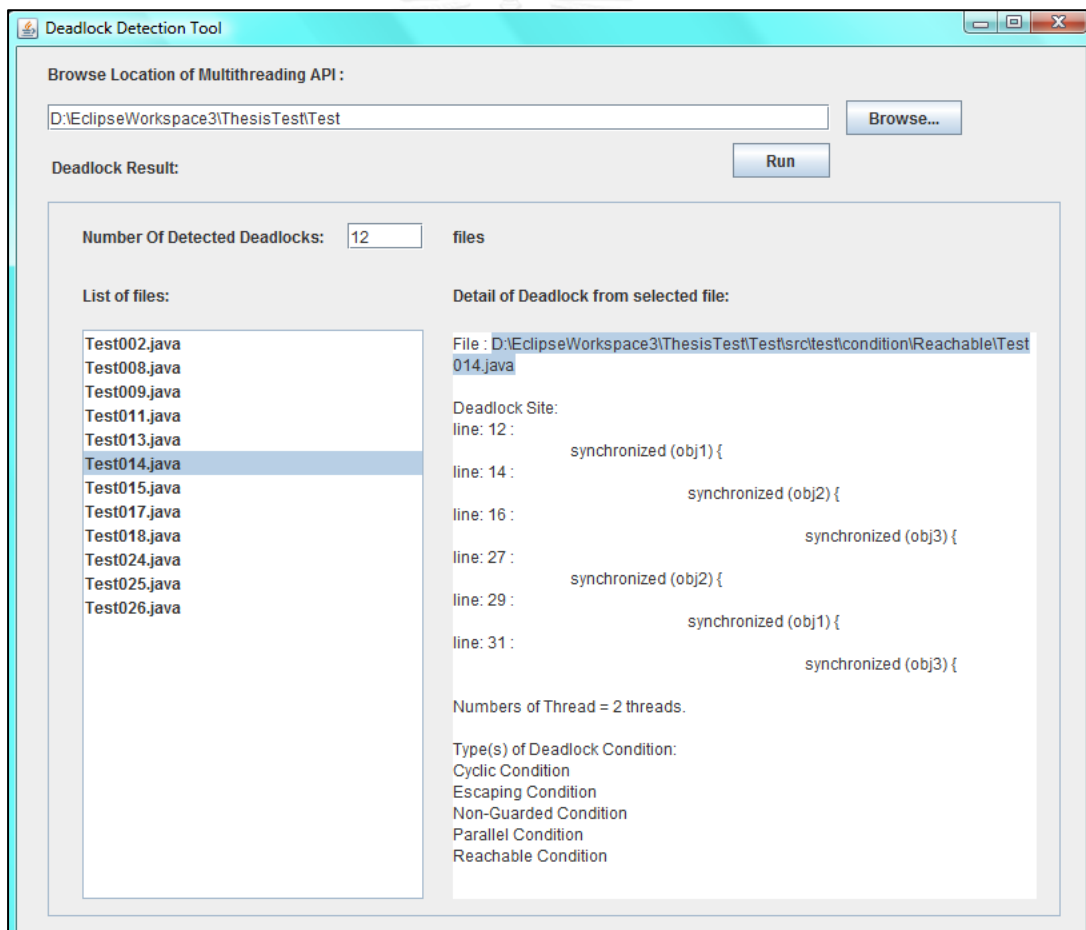 Deadlock Detection Tool
Browse Location of Multithreading API :
D:\EclipseWorkspace3\ThesisTest\Test
Browse...
Run
Deadlock Result:
Number Of Detected Deadlocks: 12 files
List of files:
Test002.java
Test008.java
Test009.java
Test011.java
Test013.java
Test014.java
Test015.java
Test017.java
Test018.java
Test024.java
Test025.java
Test026.java
Detail of Deadlock from selected file:
File : D:\EclipseWorkspace3\ThesisTest\Test\src\test\condition\Reachable\Test
014.java
Deadlock Site:
line: 12 :
synchronized (obj1) {
line: 14 :
synchronized (obj2) {
line: 16 :
synchronized (obj3) {
line: 27 :
synchronized (obj2) {
line: 29 :
synchronized (obj1) {
line: 31 :
synchronized (obj3) {
Numbers of Thread = 2 threads.
Type(s) of Deadlock Condition:
Cyclic Condition
Escaping Condition
Non-Guarded Condition
Parallel Condition
Reachable Condition